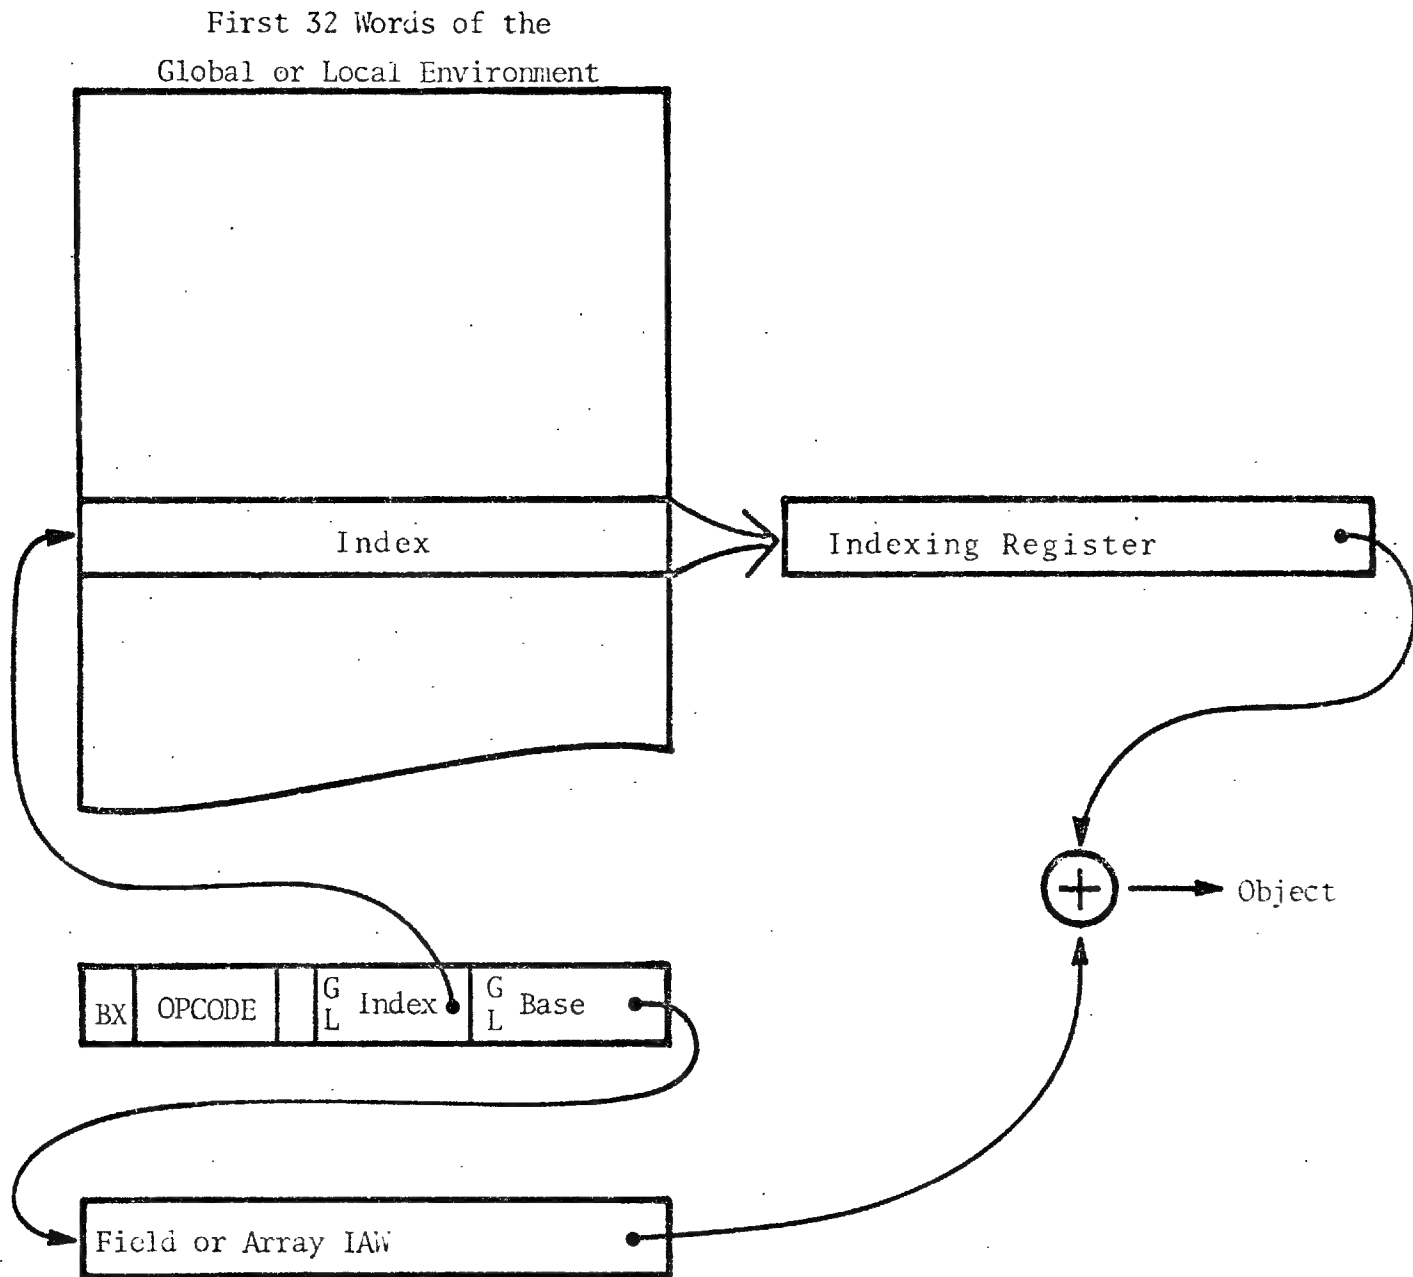 First 32 Words of the
Global or Local Environment
Index
Indexing Register
Object
BX OPCODE G L Index G L Base
Field or Array IAW